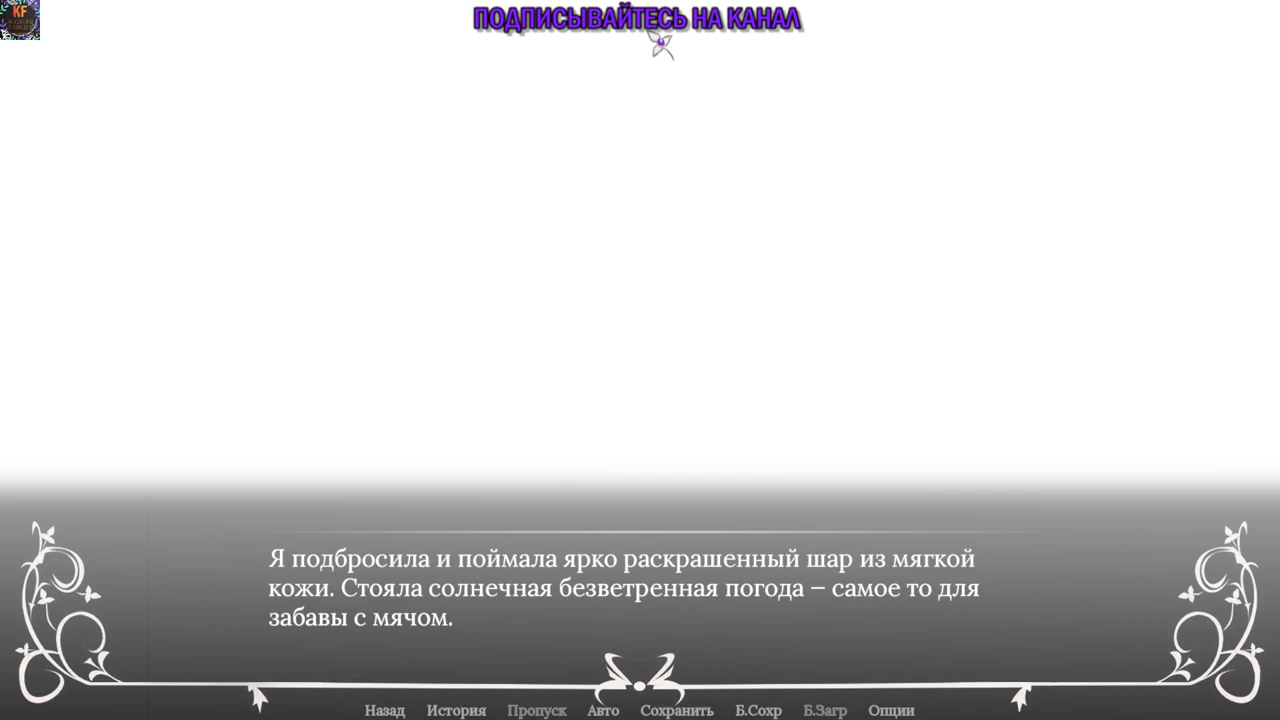 KF
ПОДПИСЫВАЙТЕСЬ НА КАНАЛ
Я подбросила и поймала ярко раскрашенный шар из мягкой
кожи. Стояла солнечная безветренная погода – самое то для
забавы с мячом.
Назад История Пропуск Авто Сохранить Б.Сохр Б.Загр Опции